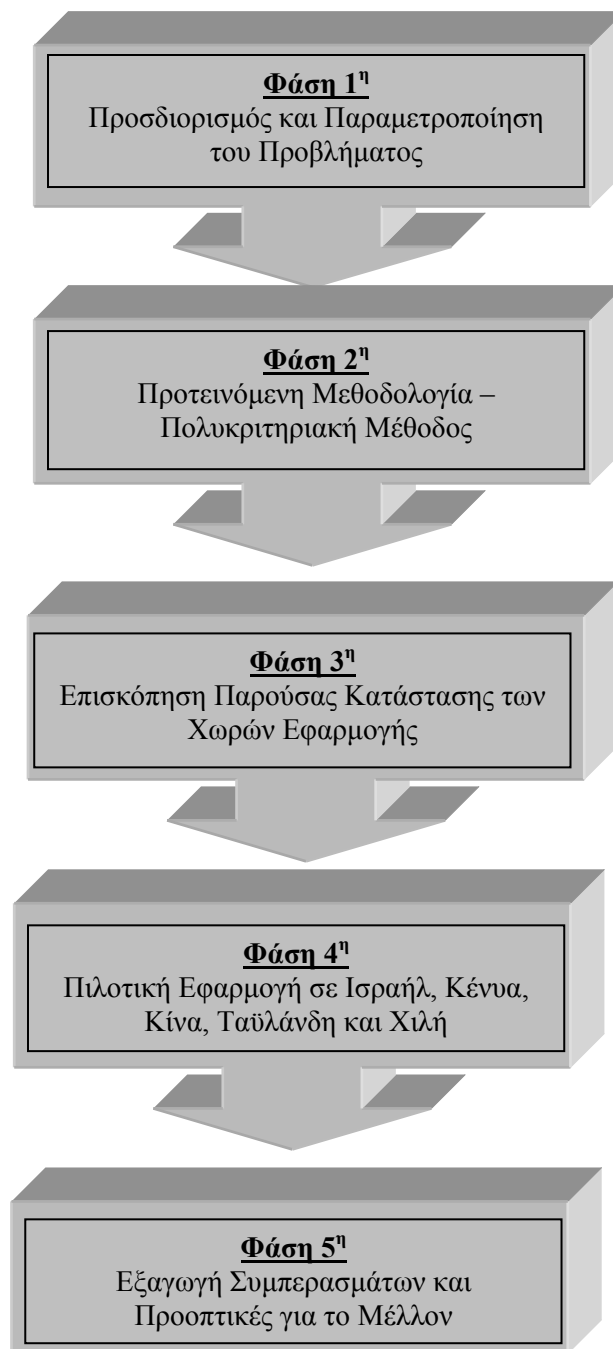 Φάση 1η
Προσδιορισμός και Παραμετροποίηση
του Προβλήματος
Φάση 2η
Προτεινόμενη Μεθοδολογία –
Πολυκριτηριακή Μέθοδος
Φάση 3η
Επισκόπηση Παρούσας Κατάστασης των
Χωρών Εφαρμογής
Φάση 4η
Πιλοτική Εφαρμογή σε Ισραήλ, Κένυα,
Κίνα, Ταϋλάνδη και Χιλή
Φάση 5η
Εξαγωγή Συμπερασμάτων και
Προοπτικές για το Μέλλον